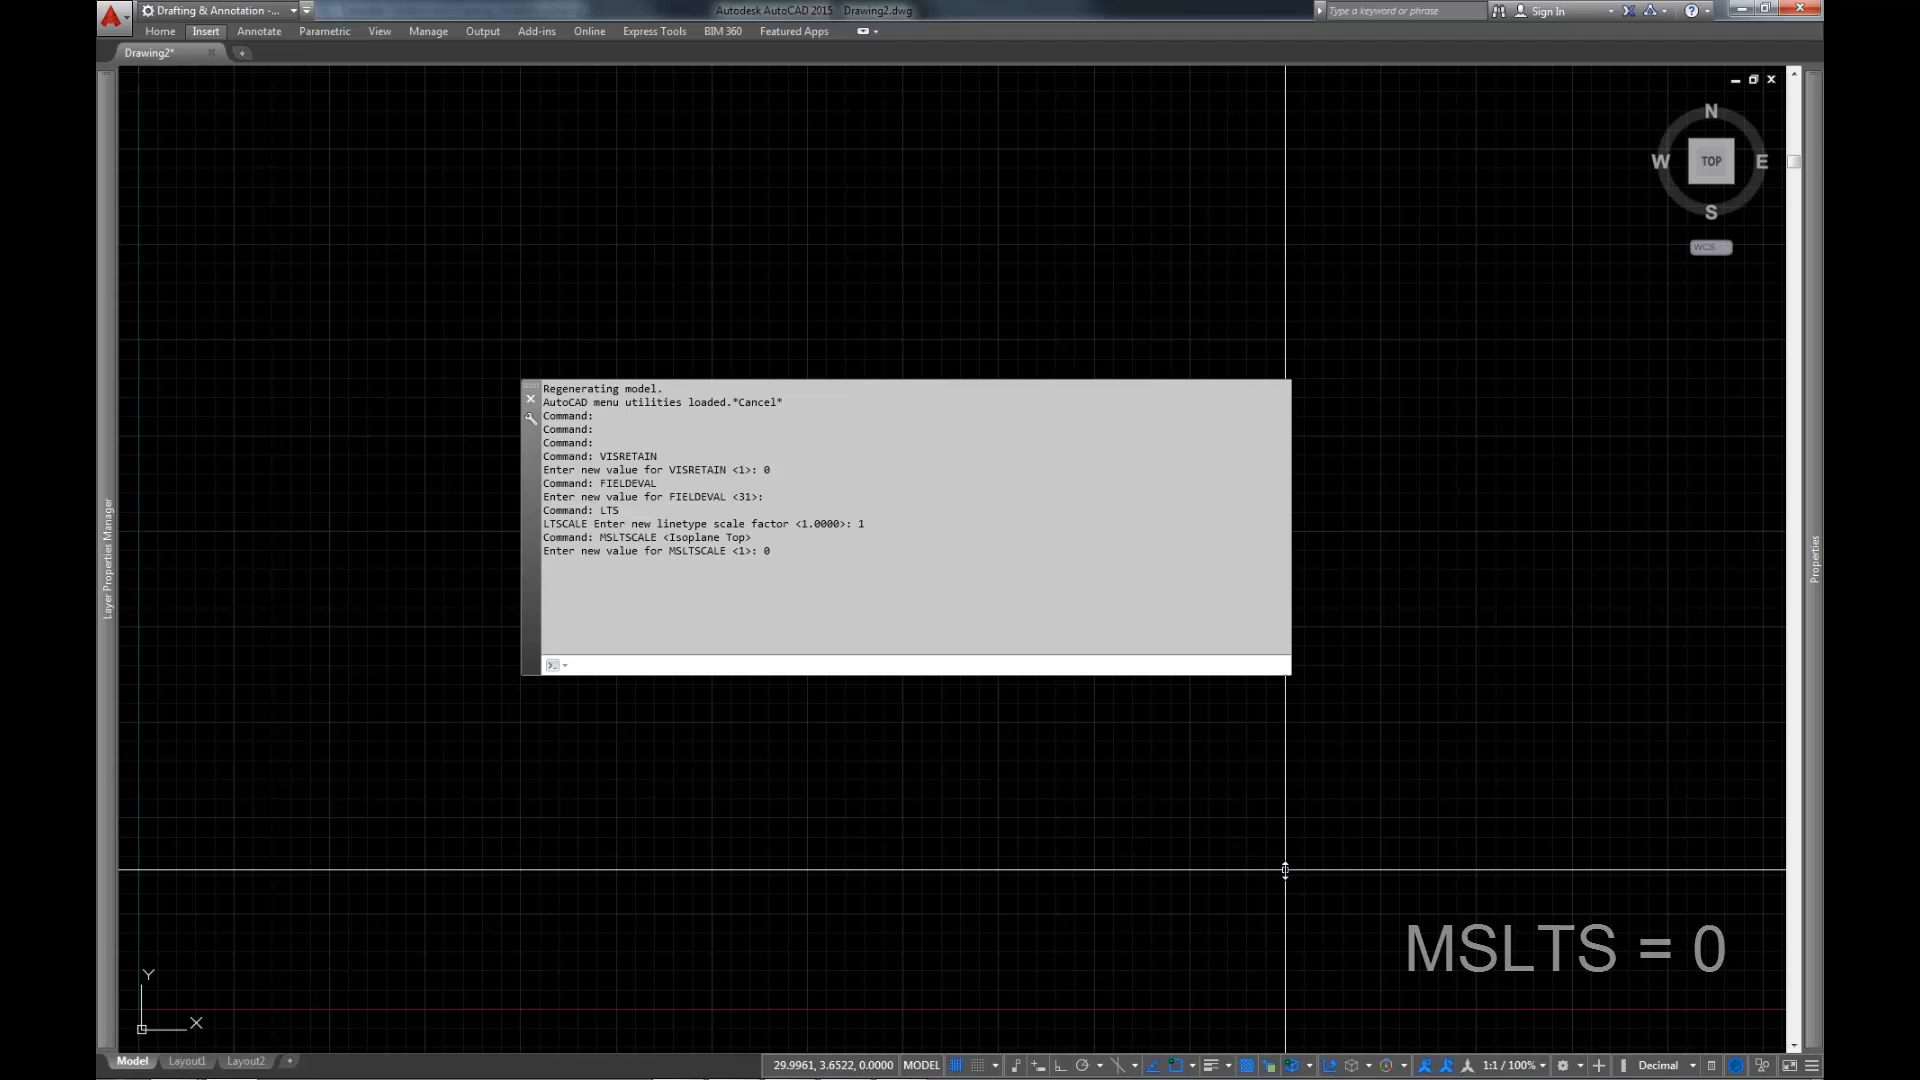 Drafting & Annotation -...
Autodesk AutoCAD 2015 Drawing2.dwg
Type a keyword or phrase
Sign In
Home Insert Annotate Parametric View Manage Output Add-ins Online Express Tools BIM 360 Featured Apps
Drawing2*
N
W TOP E
S
WCS
Regenerating model.
AutoCAD menu utilities loaded.*Cancel*
Command:
Command:
Command:
Command: VISRETAIN
Enter new value for VISRETAIN <1>: 0
Command: FIELDEVAL
Enter new value for FIELDEVAL <31>:
Command: LTS
LTSCALE Enter new linetype scale factor <1.0000>: 1
Command: MSLTSCALE <Isoplane Top>
Enter new value for MSLTSCALE <1>: 0
Layer Properties Manager
Properties
MSLTS = 0
Y
X
Model Layout1 Layout2
29.9961, 3.6522, 0.0000 MODEL 1:1 / 100% Decimal